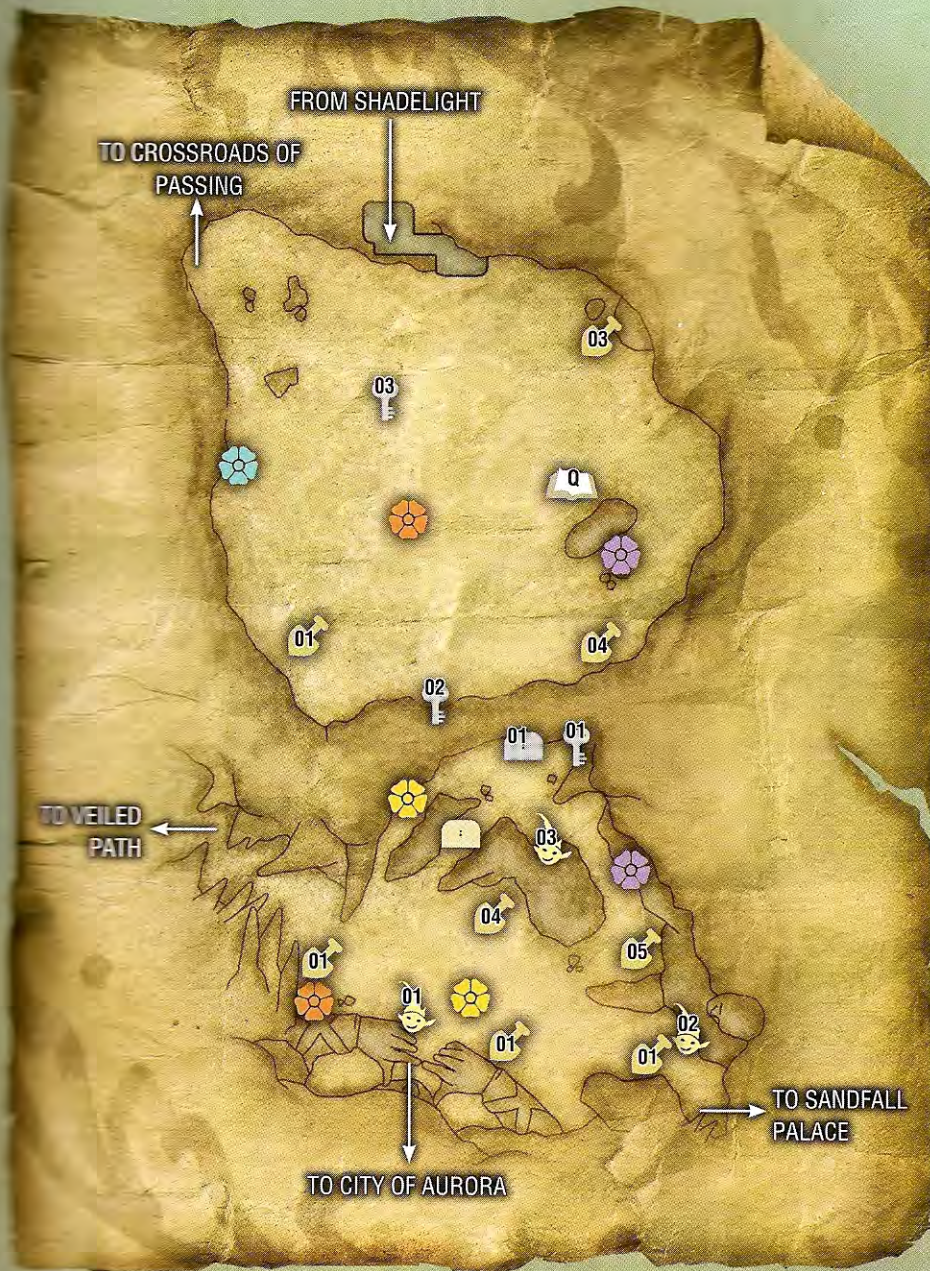 FROM SHADELIGHT
TO CROSSROADS OF
PASSING
03
03
Q
01
04
02
01
01
TO VEILED
PATH
03
04
05
01
01
02
01
01
TO SANDFALL
PALACE
TO CITY OF AURORA